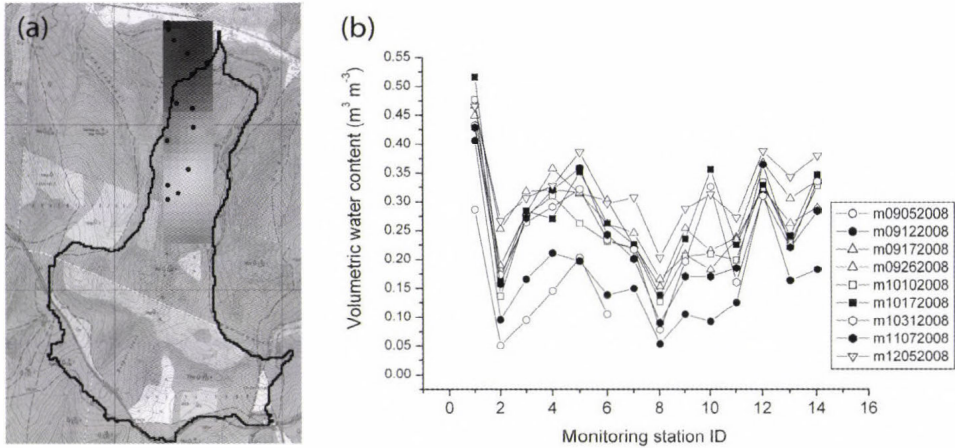 (a)
(b)
Volumetric water content (m³ m⁻³)
0.55
0.50
0.45
0.40
0.35
0.30
0.25
0.20
0.15
0.10
0.05
0.00
0 2 4 6 8 10 12 14 16
Monitoring station ID
m09052008
m09122008
m09172008
m09262008
m10102008
m10172008
m10312008
m11072008
m12052008